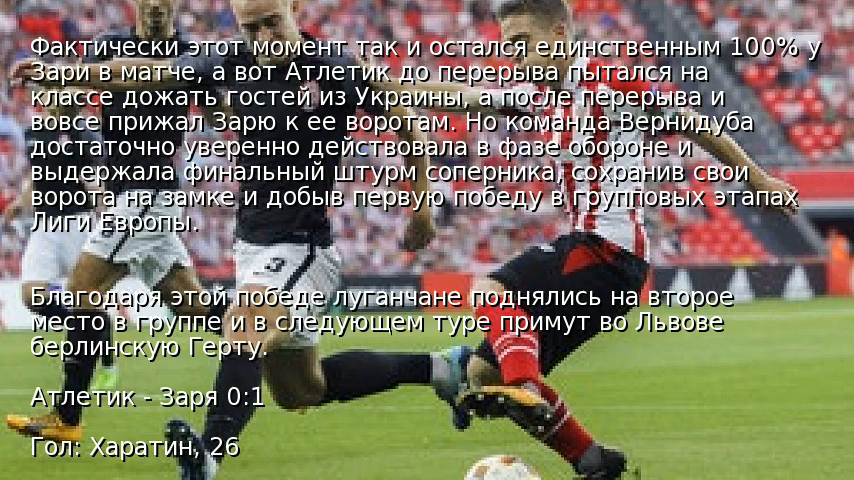 Фактически этот момент так и остался единственным 100% у
Зари в матче, а вот Атлетик до перерыва пытался на
классе дожать гостей из Украины, а после перерыва и
вовсе прижал Зарю к ее воротам. Но команда Вернидуба
достаточно уверенно действовала в фазе обороне и
выдержала финальный штурм соперника, сохранив свои
ворота на замке и добыв первую победу в групповых этапах
Лиги Европы.
Благодаря этой победе луганчане поднялись на второе
место в группе и в следующем туре примут во Львове
берлинскую Герту.
Атлетик - Заря 0:1
Гол: Харатин, 26